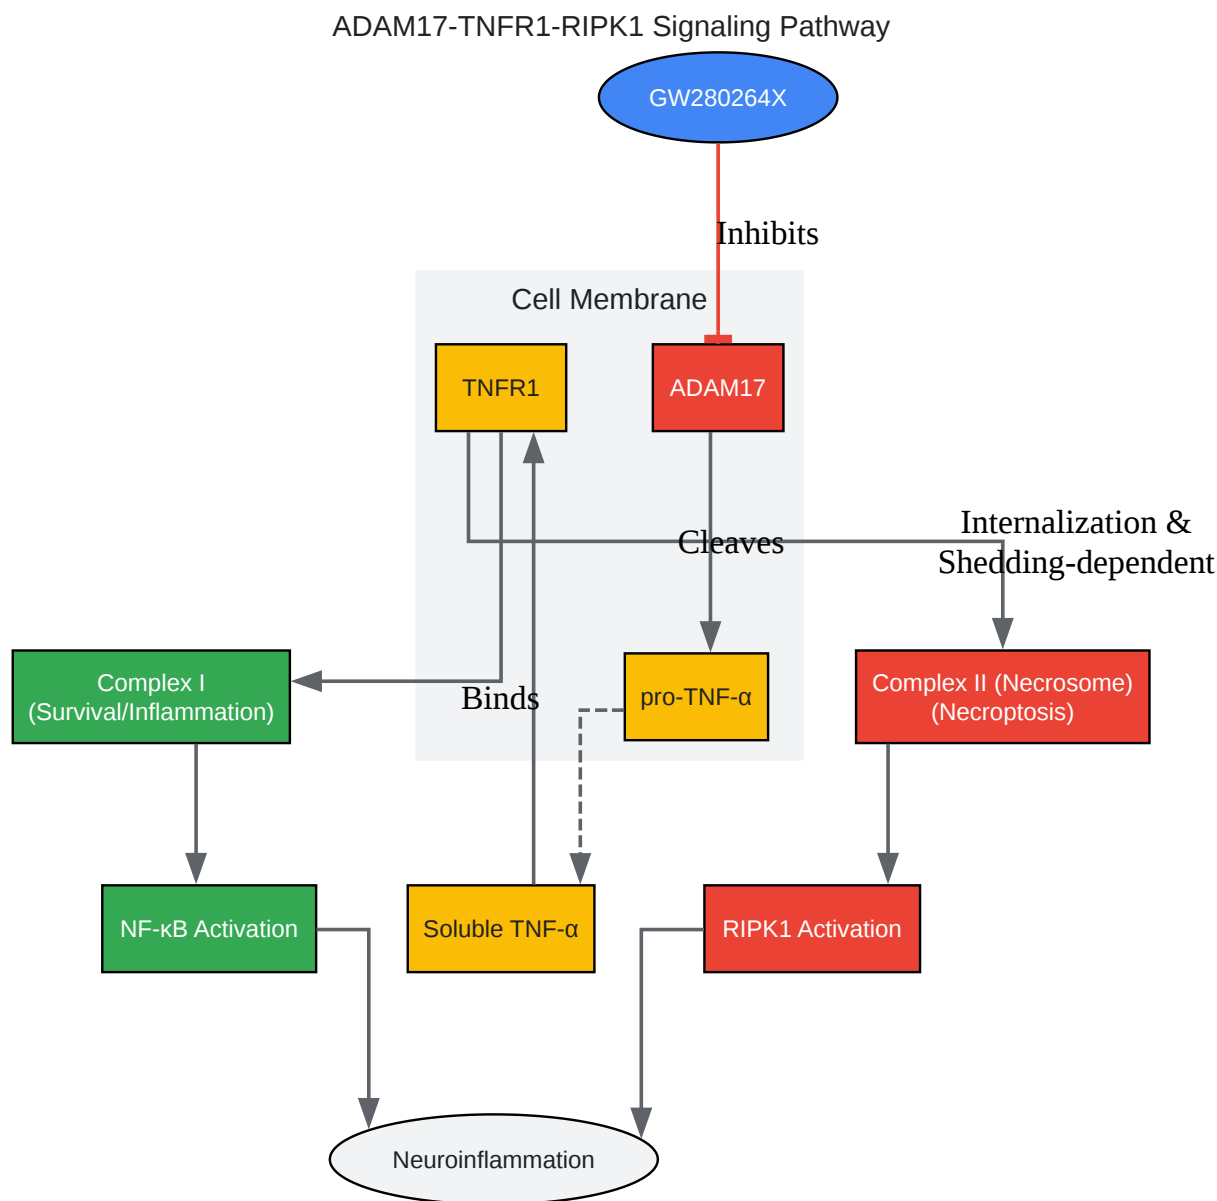 ADAM17-TNFR1-RIPK1 Signaling Pathway
GW280264X
Inhibits
Cell Membrane
TNFR1
ADAM17
Internalization &
Shedding-dependent
Cleaves
Complex I
(Survival/Inflammation)
Binds
pro-TNF-α
Complex II (Necrosome)
(Necroptosis)
NF-κB Activation
Soluble TNF-α
RIPK1 Activation
Neuroinflammation